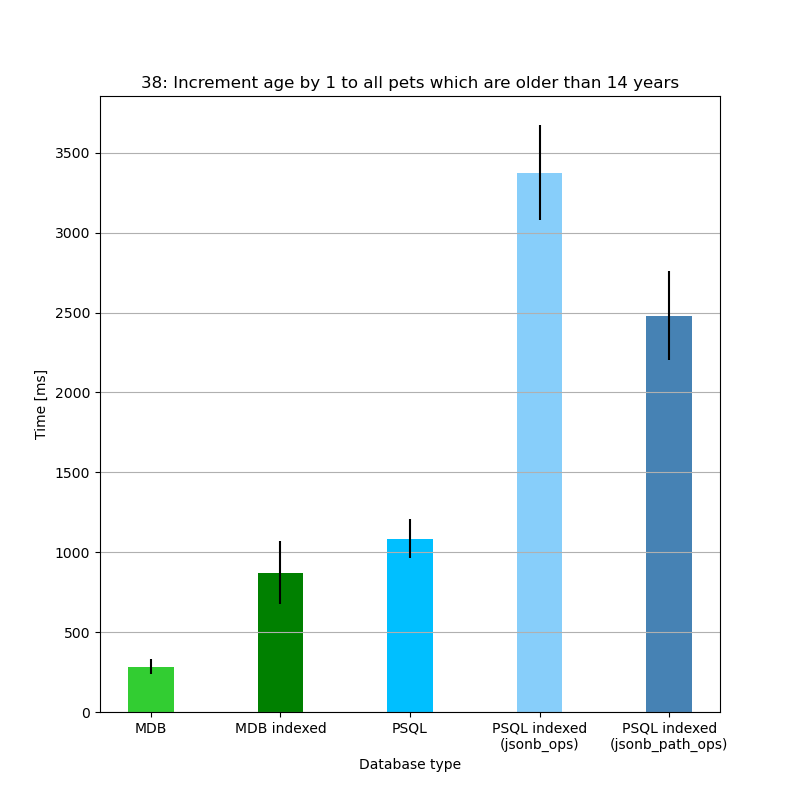 38: Increment age by 1 to all pets which are older than 14 years
Time [ms]
3500
3000
2500
2000
1500
1000
500
0
MDB
MDB indexed
PSQL
PSQL indexed
(jsonb_ops)
PSQL indexed
(jsonb_path_ops)
Database type